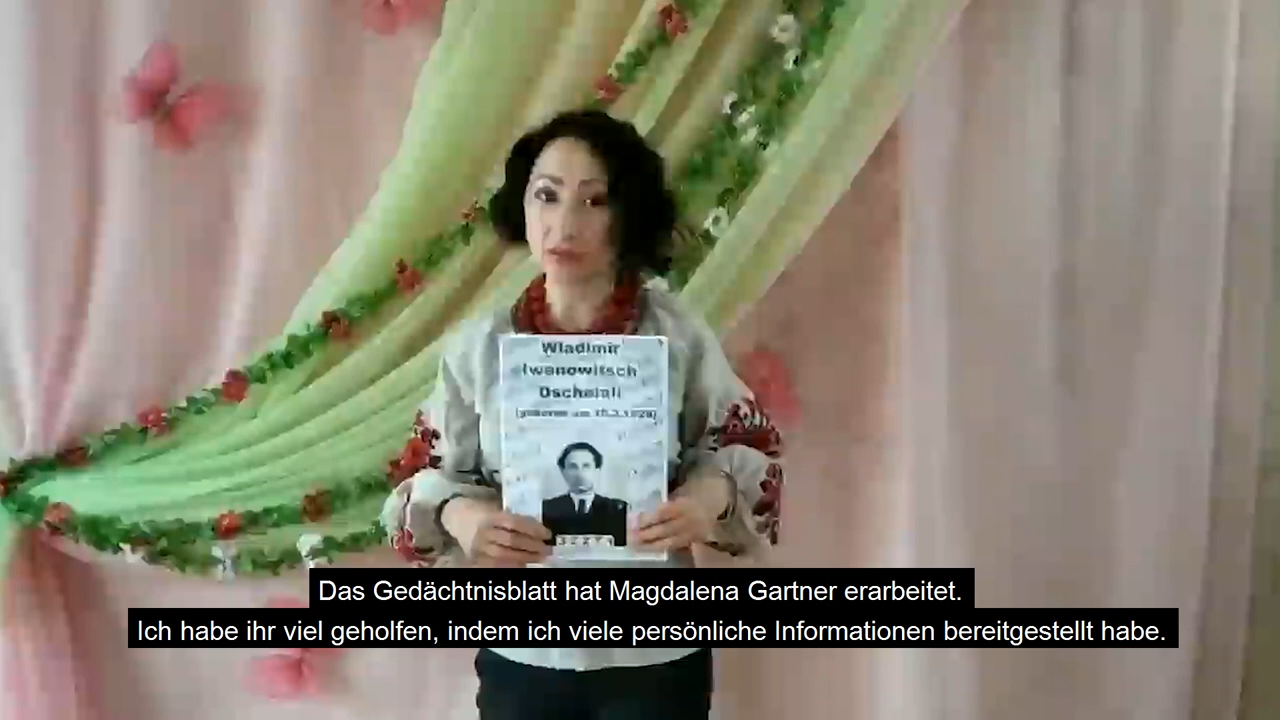 Wladimir
Iwanowitsch
Dschelali
Das Gedächtnisblatt hat Magdalena Gartner erarbeitet.
Ich habe ihr viel geholfen, indem ich viele persönliche Informationen bereitgestellt habe.